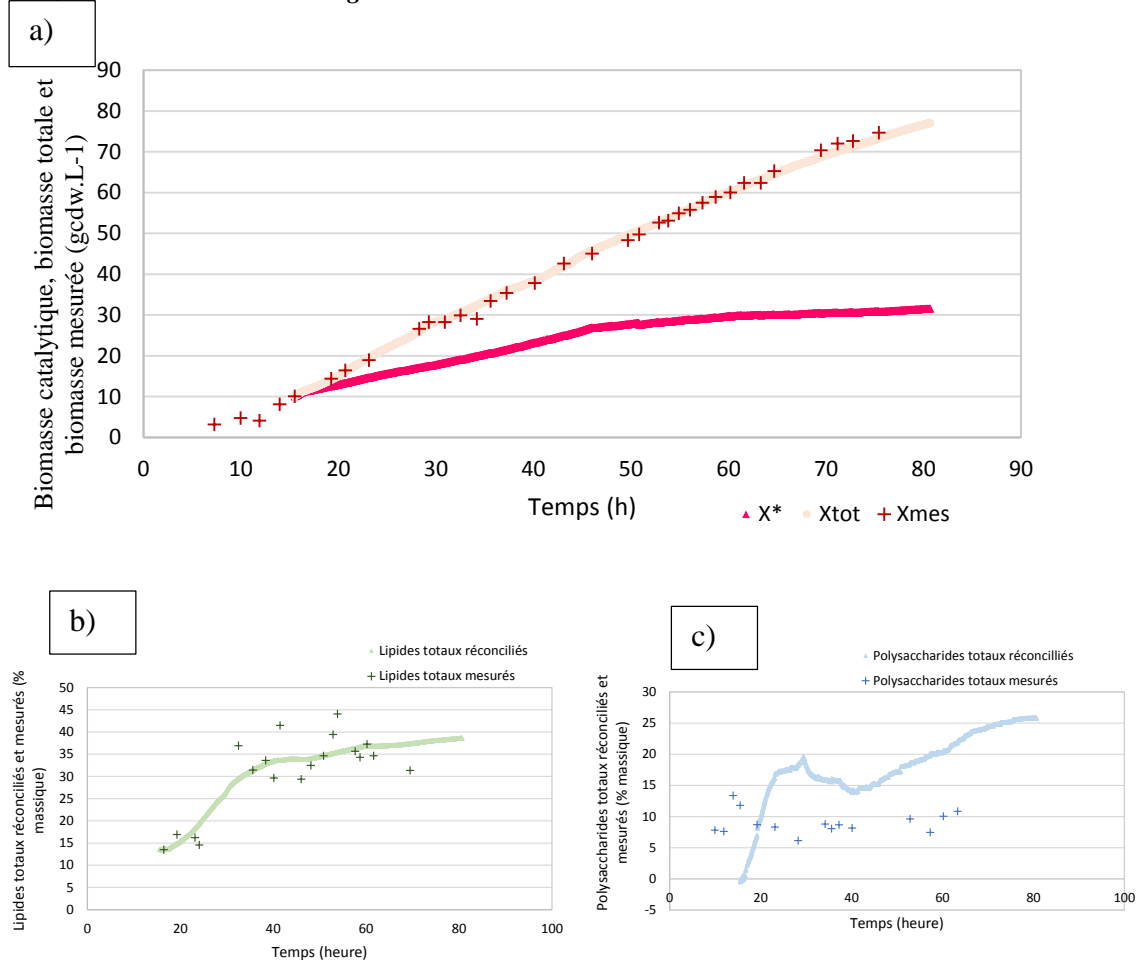 a)
Biomasse catalytique, biomasse totale et
biomasse mesurée (gcdw.L-1)
90
80
70
60
50
40
30
20
10
0
0 10 20 30 40 50 60 70 80 90
Temps (h)
X* Xtot Xmes
b)
Lipides totaux réconciliés
Lipides totaux mesurés
Lipides totaux réconciliés et mesurés (%
massique)
50
45
40
35
30
25
20
15
10
5
0
0 20 40 60 80 100
Temps (heure)
c)
Polysaccharides totaux réconcilliés
Polysaccharides totaux mesurés
Polysaccharides totaux réconciliés et
mesurés (% massique)
30
25
20
15
10
5
0
-5
0 20 40 60 80 100
Temps (heure)